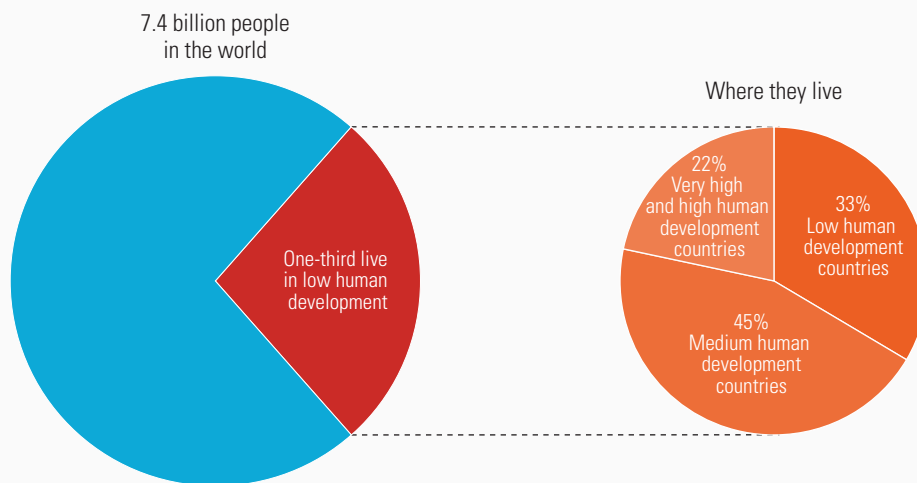 7.4 billion people
in the world
One-third live
in low human
development
Where they live
22%
Very high
and high human
development
countries
33%
Low human
development
countries
45%
Medium human
development
countries